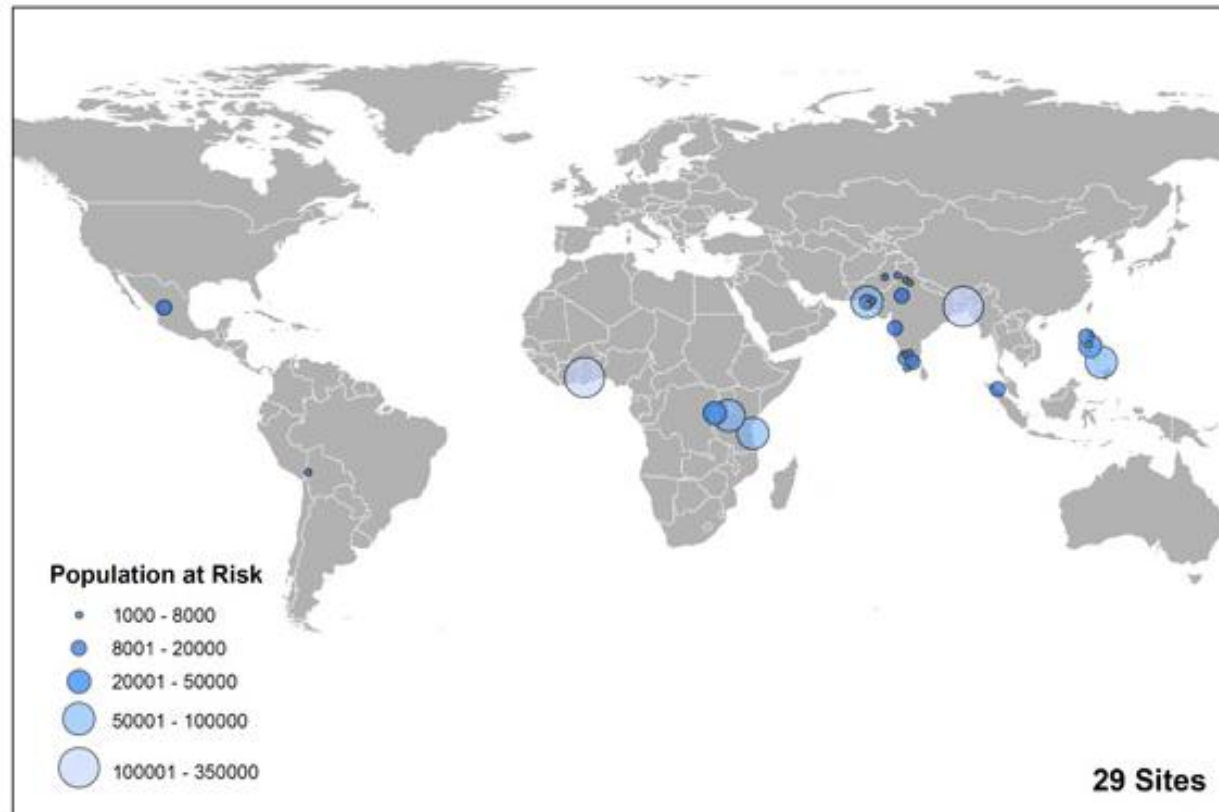 Population at Risk
1000 - 8000
8001 - 20000
20001 - 50000
50001 - 100000
100001 - 350000
29 Sites